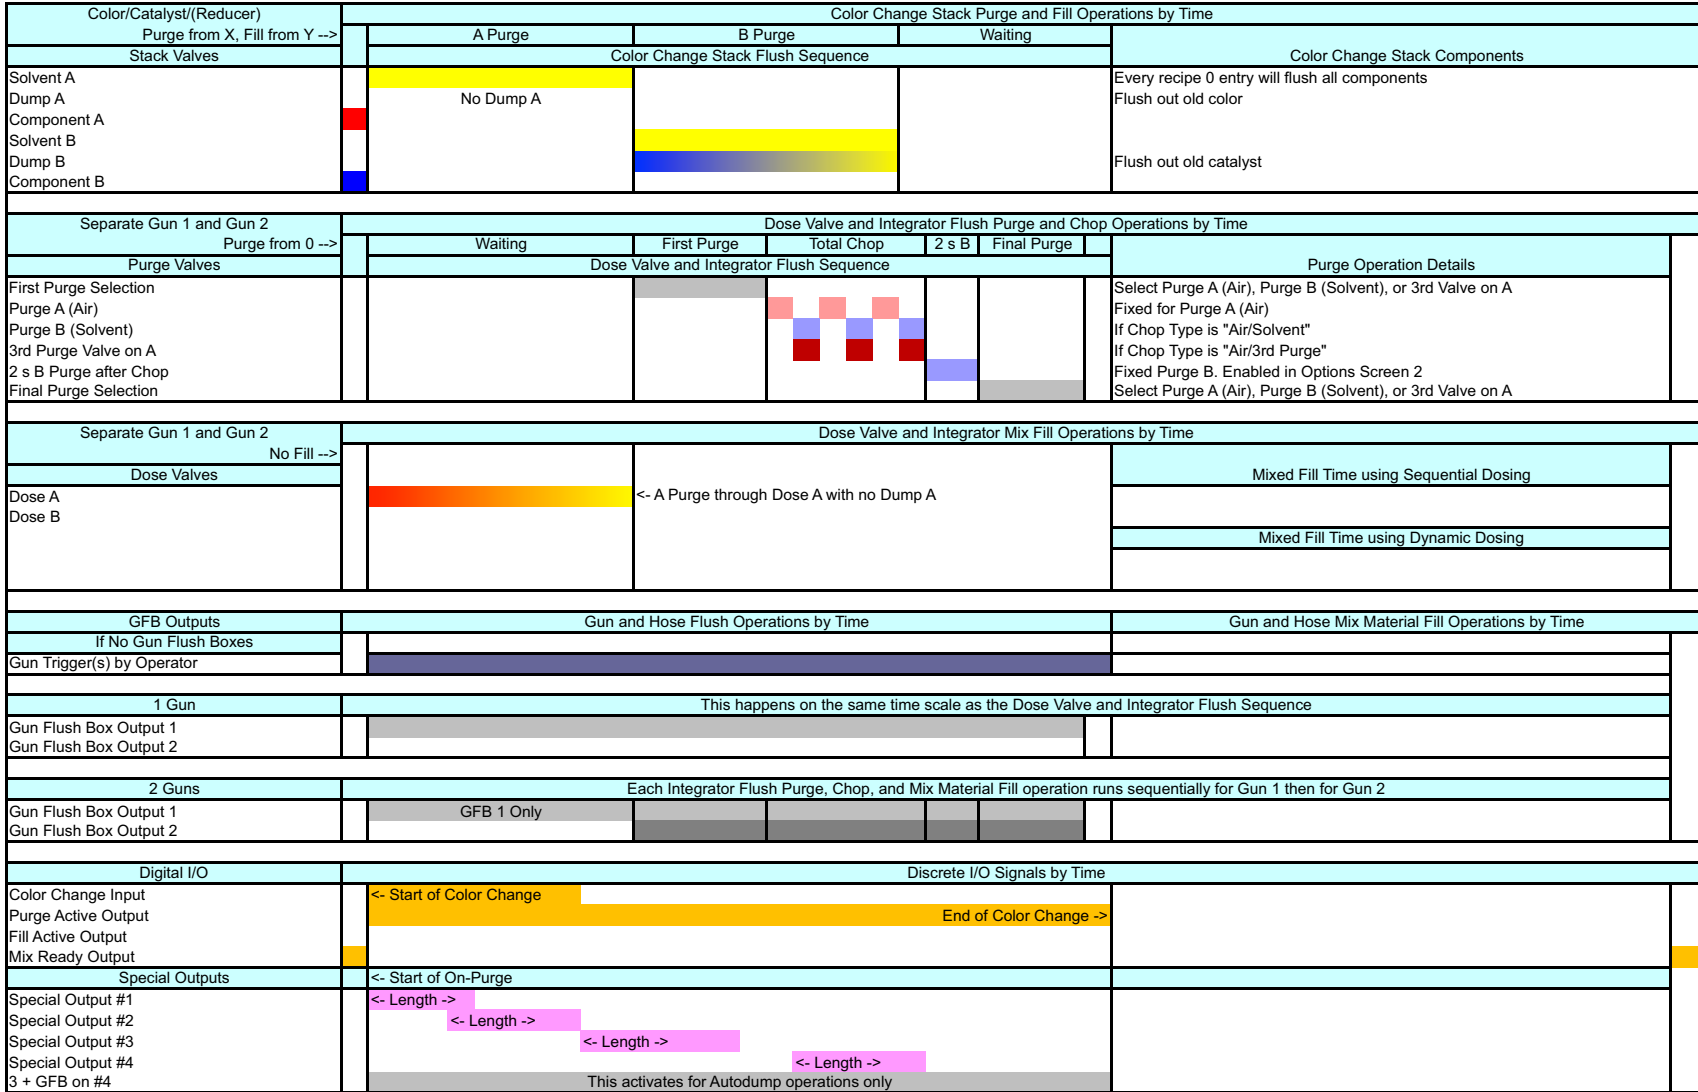 Color/Catalyst/(Reducer)
Color Change Stack Purge and Fill Operations by Time
Purge from X, Fill from Y -->
A Purge
B Purge
Waiting
Stack Valves
Color Change Stack Flush Sequence
Color Change Stack Components
Solvent A
Every recipe 0 entry will flush all components
Dump A
No Dump A
Flush out old color
Component A
Solvent B
Dump B
Flush out old catalyst
Component B
Separate Gun 1 and Gun 2
Dose Valve and Integrator Flush Purge and Chop Operations by Time
Purge from 0 -->
Waiting
First Purge
Total Chop
2 s B
Final Purge
Purge Valves
Dose Valve and Integrator Flush Sequence
Purge Operation Details
First Purge Selection
Select Purge A (Air), Purge B (Solvent), or 3rd Valve on A
Purge A (Air)
Fixed for Purge A (Air)
Purge B (Solvent)
If Chop Type is "Air/Solvent"
3rd Purge Valve on A
If Chop Type is "Air/3rd Purge"
2 s B Purge after Chop
Fixed Purge B. Enabled in Options Screen 2
Final Purge Selection
Select Purge A (Air), Purge B (Solvent), or 3rd Valve on A
Separate Gun 1 and Gun 2
Dose Valve and Integrator Mix Fill Operations by Time
No Fill -->
Dose Valves
Mixed Fill Time using Sequential Dosing
Dose A
<- A Purge through Dose A with no Dump A
Dose B
Mixed Fill Time using Dynamic Dosing
GFB Outputs
Gun and Hose Flush Operations by Time
Gun and Hose Mix Material Fill Operations by Time
If No Gun Flush Boxes
Gun Trigger(s) by Operator
1 Gun
This happens on the same time scale as the Dose Valve and Integrator Flush Sequence
Gun Flush Box Output 1
Gun Flush Box Output 2
2 Guns
Each Integrator Flush Purge, Chop, and Mix Material Fill operation runs sequentially for Gun 1 then for Gun 2
Gun Flush Box Output 1
GFB 1 Only
Gun Flush Box Output 2
Digital I/O
Discrete I/O Signals by Time
Color Change Input
<- Start of Color Change
Purge Active Output
End of Color Change ->
Fill Active Output
Mix Ready Output
Special Outputs
<- Start of On-Purge
Special Output #1
<- Length ->
Special Output #2
<- Length ->
Special Output #3
<- Length ->
Special Output #4
<- Length ->
3 + GFB on #4
This activates for Autodump operations only